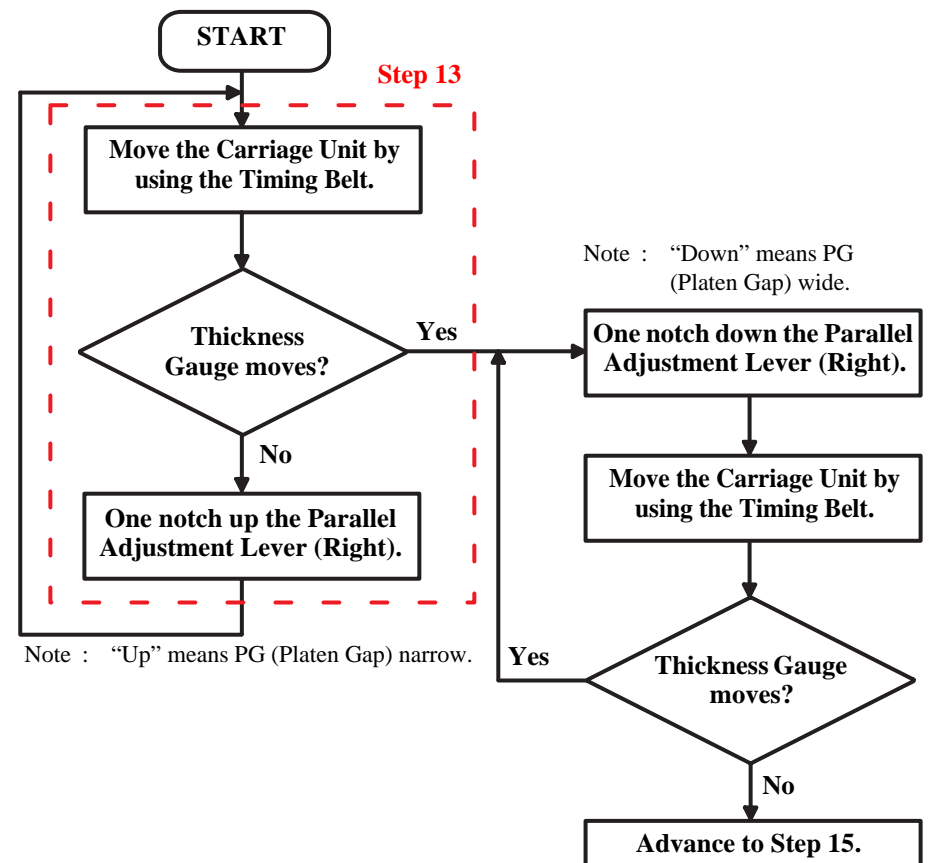 START
Step 13
Move the Carriage Unit by
using the Timing Belt.
Thickness
Gauge moves?
Yes
No
One notch up the Parallel
Adjustment Lever (Right).
Note : “Up” means PG (Platen Gap) narrow.
Note : “Down” means PG
(Platen Gap) wide.
One notch down the Parallel
Adjustment Lever (Right).
Move the Carriage Unit by
using the Timing Belt.
Thickness Gauge
moves?
Yes
No
Advance to Step 15.